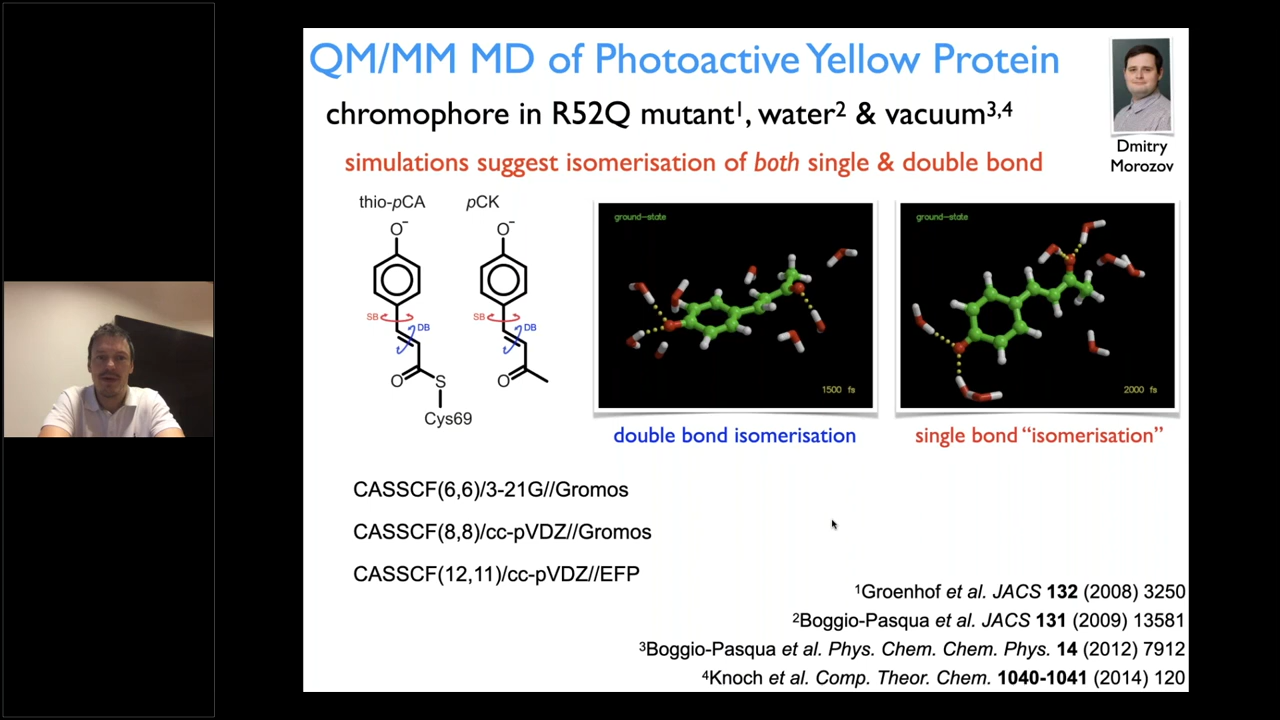 QM/MM MD of Photoactive Yellow Protein
chromophore in R52Q mutant¹, water² & vacuum³,⁴
Dmitry
Morozov
simulations suggest isomerisation of both single & double bond
thio-pCA
pCK
O⁻
O⁻
SB
DB
SB
DB
O
S
O
Cys69
ground-state
1500 fs
ground-state
2000 fs
double bond isomerisation
single bond “isomerisation”
CASSCF(6,6)/3-21G//Gromos
CASSCF(8,8)/cc-pVDZ//Gromos
CASSCF(12,11)/cc-pVDZ//EFP
¹Groenhof et al. JACS 132 (2008) 3250
²Boggio-Pasqua et al. JACS 131 (2009) 13581
³Boggio-Pasqua et al. Phys. Chem. Chem. Phys. 14 (2012) 7912
⁴Knoch et al. Comp. Theor. Chem. 1040-1041 (2014) 120